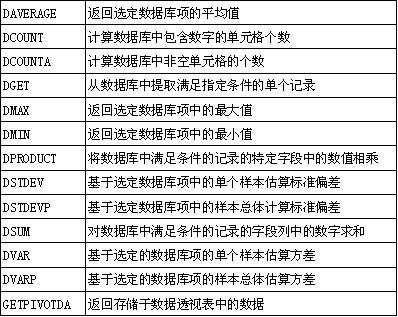 DAVERAGE 返回选定数据库项的平均值
DCOUNT 计算数据库中包含数字的单元格个数
DCOUNTA 计算数据库中非空单元格的个数
DGET 从数据库中提取满足指定条件的单个记录
DMAX 返回选定数据库项中的最大值
DMIN 返回选定数据库项中的最小值
DPRODUCT 将数据库中满足条件的记录的特定字段中的数值相乘
DSTDEV 基于选定数据库项中的单个样本估算标准偏差
DSTDEVP 基于选定数据库项中的样本总体计算标准偏差
DSUM 对数据库中满足条件的记录的字段列中的数字求和
DVAR 基于选定的数据库项的单个样本估算方差
DVARP 基于选定的数据库项的样本总体估算方差
GETPIVOTDA 返回存储于数据透视表中的数据